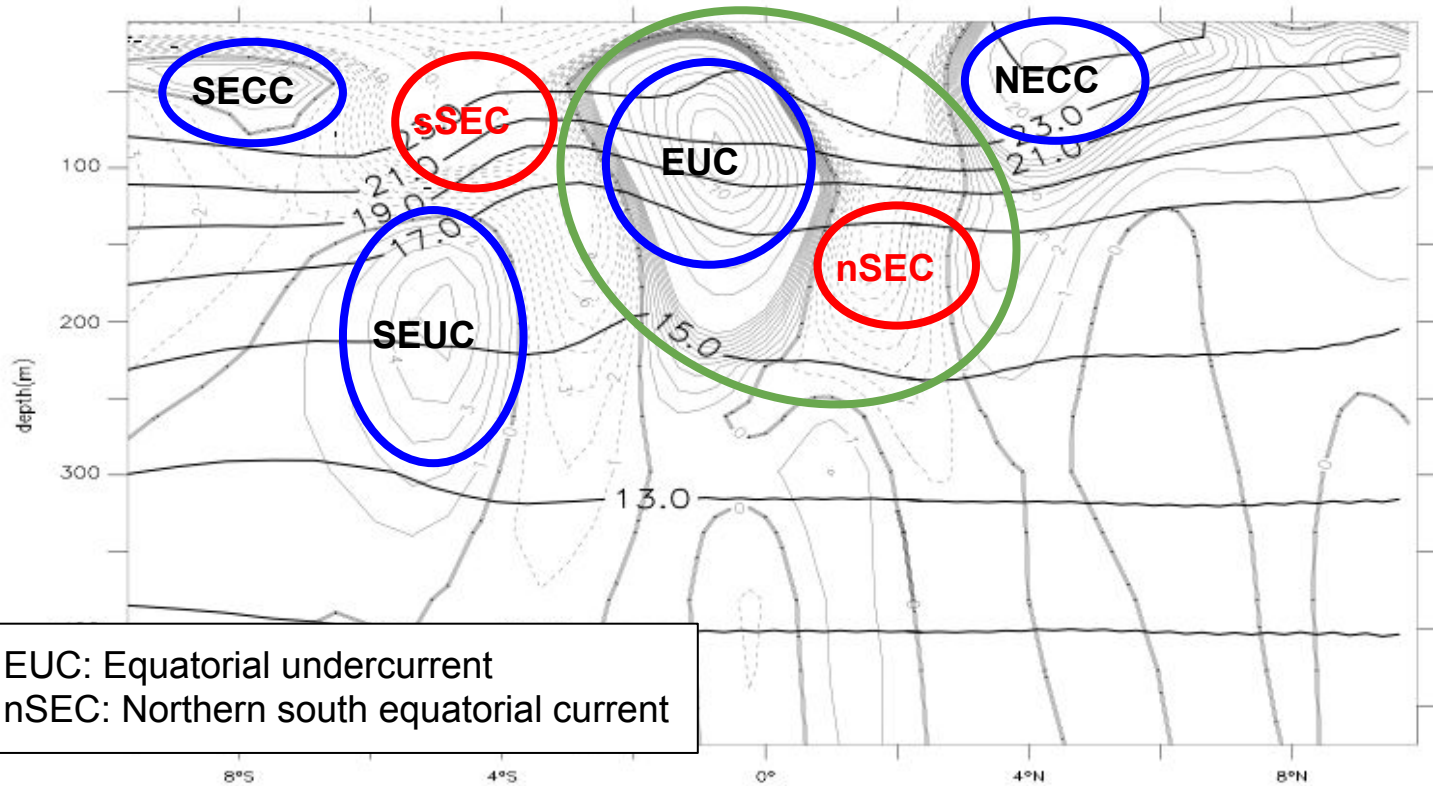 SECC
NECC
sSEC
EUC
23.0
21.0
100
21.0
19.0
17.0
nSEC
200
SEUC
15.0
depth(m)
300
13.0
EUC: Equatorial undercurrent
nSEC: Northern south equatorial current
8°S
4°S
0°
4°N
8°N